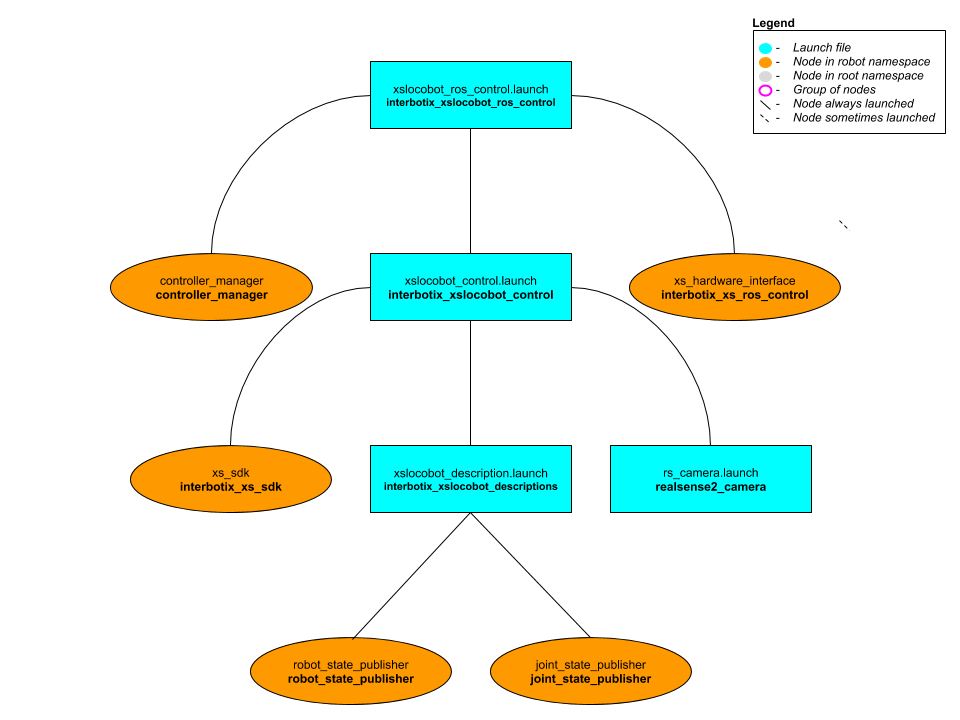 Legend
- Launch file
- Node in robot namespace
- Node in root namespace
- Group of nodes
- Node always launched
- Node sometimes launched
xslocobot_ros_control.launch
interbotix_xslocobot_ros_control
controller_manager
controller_manager
xslocobot_control.launch
interbotix_xslocobot_control
xs_hardware_interface
interbotix_xs_ros_control
xs_sdk
interbotix_xs_sdk
xslocobot_description.launch
interbotix_xslocobot_descriptions
rs_camera.launch
realsense2_camera
robot_state_publisher
robot_state_publisher
joint_state_publisher
joint_state_publisher